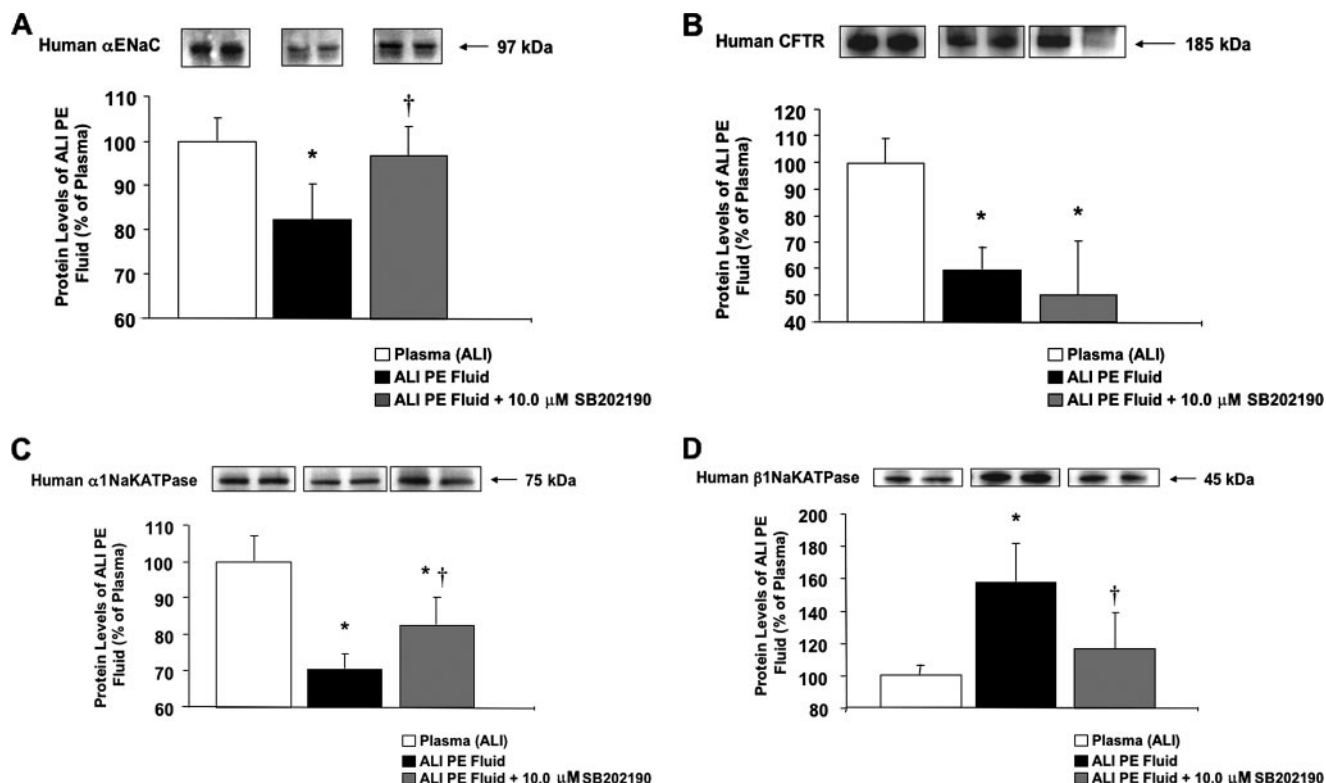 A
Human αENaC
97 kDa
Protein Levels of ALI PE
Fluid (% of Plasma)
110
100
90
80
70
60
*
†
Plasma (ALI)
ALI PE Fluid
ALI PE Fluid + 10.0 μM SB202190
B
Human CFTR
185 kDa
Protein Levels of ALI PE
Fluid (% of Plasma)
120
110
100
90
80
70
60
50
40
*
*
Plasma (ALI)
ALI PE Fluid
ALI PE Fluid + 10.0 μM SB202190
C
Human α1NaKATPase
75 kDa
Protein Levels of ALI PE
Fluid (% of Plasma)
110
100
90
80
70
60
*
* †
Plasma (ALI)
ALI PE Fluid
ALI PE Fluid + 10.0 μM SB202190
D
Human β1NaKATPase
45 kDa
Protein Levels of ALI PE
Fluid (% of Plasma)
200
180
160
140
120
100
80
*
†
Plasma (ALI)
ALI PE Fluid
ALI PE Fluid + 10.0 μM SB202190